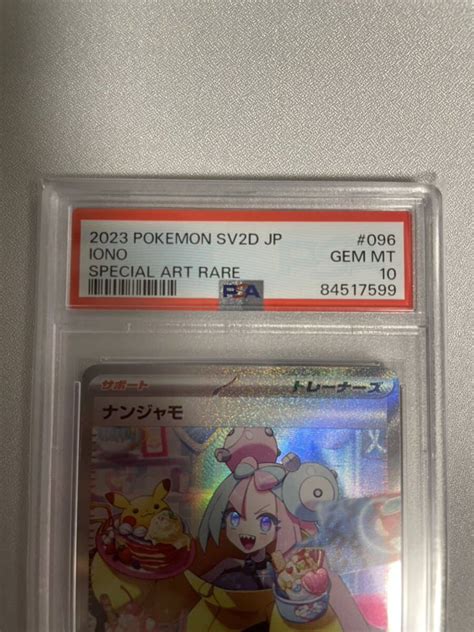 2023 POKEMON SV2D JP #096
IONO GEM MT
SPECIAL ART RARE 10
PSA 84517599
サポート トレーナーズ
ナンジャモ